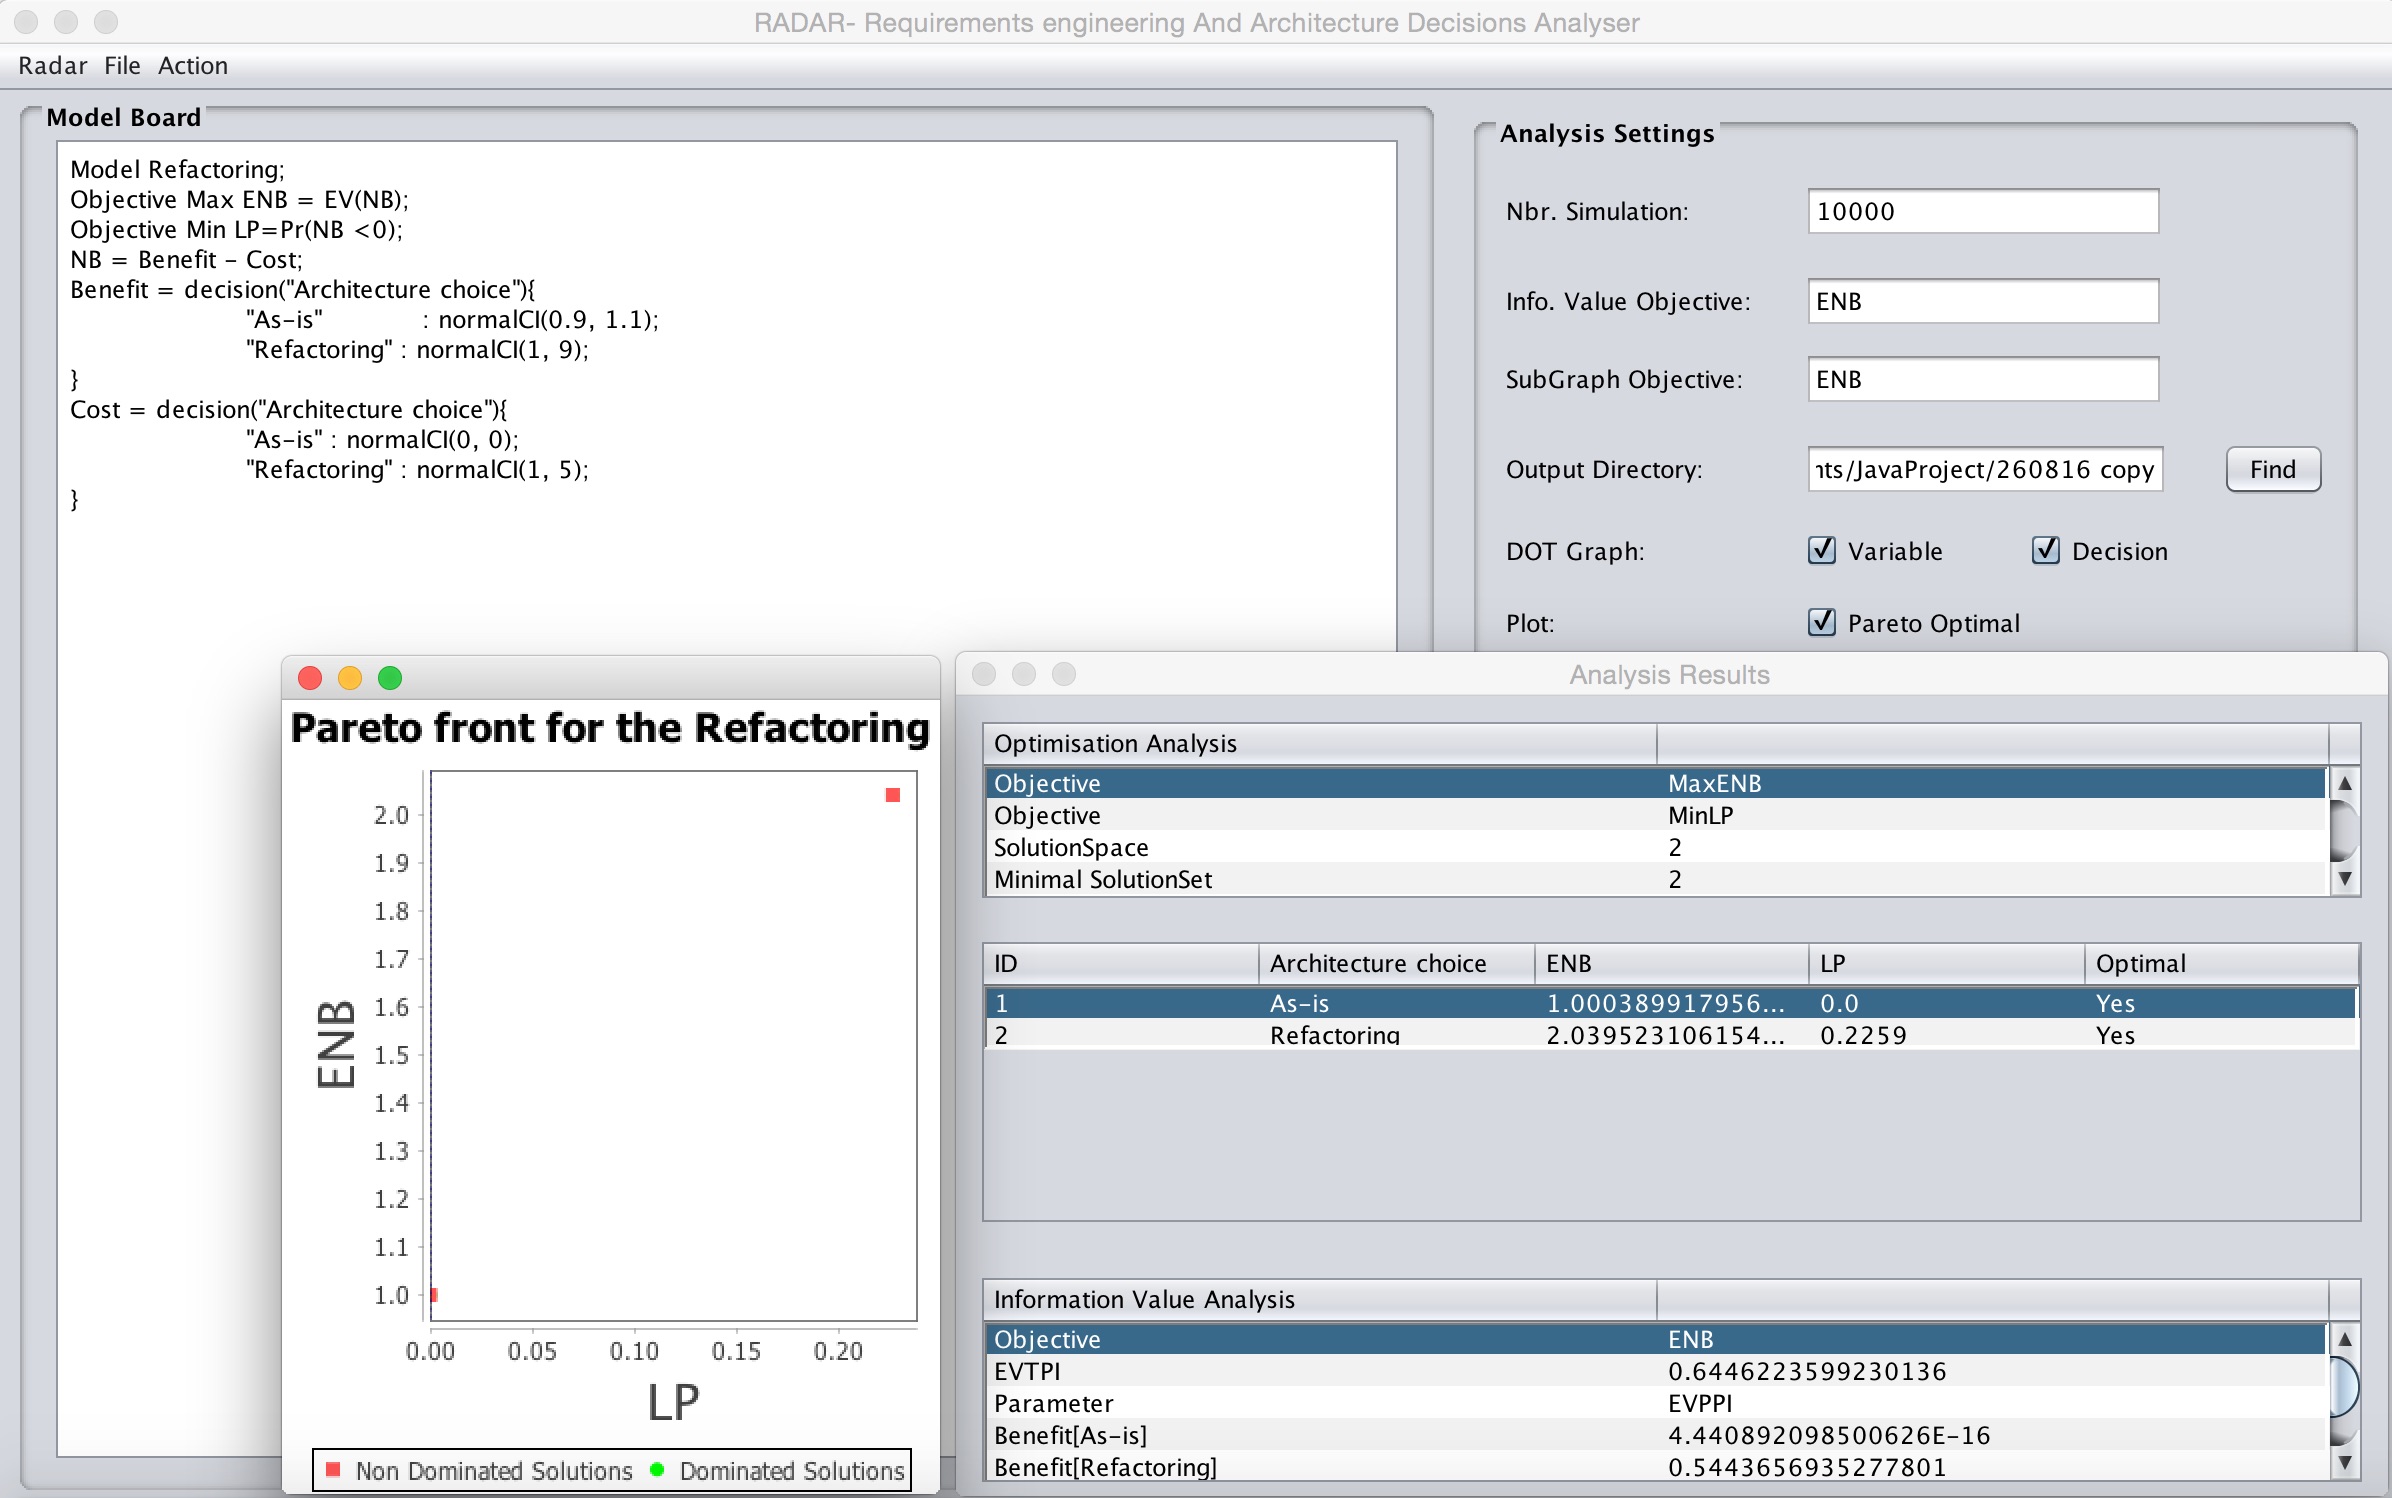 RADAR- Requirements engineering And Architecture Decisions Analyser
Radar File Action
Model Board
Model Refactoring;
Objective Max ENB = EV(NB);
Objective Min LP=Pr(NB <0);
NB = Benefit - Cost;
Benefit = decision("Architecture choice"){
"As-is" : normalCI(0.9, 1.1);
"Refactoring" : normalCI(1, 9);
}
Cost = decision("Architecture choice"){
"As-is" : normalCI(0, 0);
"Refactoring" : normalCI(1, 5);
}
Analysis Settings
Nbr. Simulation: 10000
Info. Value Objective: ENB
SubGraph Objective: ENB
Output Directory: nts/JavaProject/260816 copy Find
DOT Graph: Variable Decision
Plot: Pareto Optimal
Pareto front for the Refactoring
2.0
1.9
1.8
1.7
1.6
1.5
1.4
1.3
1.2
1.1
1.0
ENB
0.00 0.05 0.10 0.15 0.20
LP
Non Dominated Solutions Dominated Solutions
Analysis Results
Optimisation Analysis
Objective MaxENB
Objective MinLP
SolutionSpace 2
Minimal SolutionSet 2
ID Architecture choice ENB LP Optimal
1 As-is 1.000389917956... 0.0 Yes
2 Refactoring 2.039523106154... 0.2259 Yes
Information Value Analysis
Objective ENB
EVTPI 0.6446223599230136
Parameter EVPPI
Benefit[As-is] 4.440892098500626E-16
Benefit[Refactoring] 0.5443656935277801